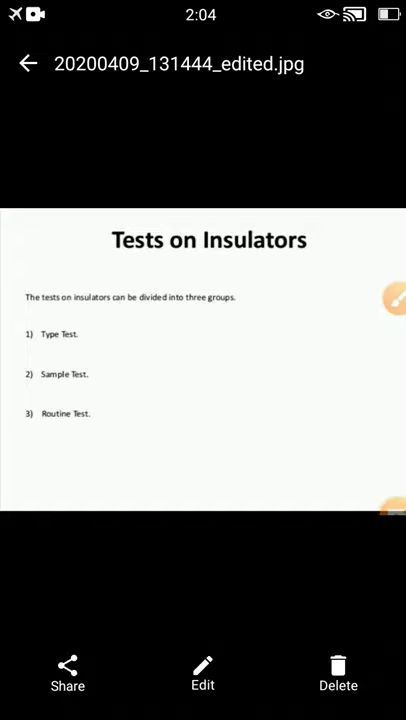 2:04
20200409_131444_edited.jpg
Tests on Insulators
The tests on insulators can be divided into three groups.
1) Type Test.
2) Sample Test.
3) Routine Test.
Share Edit Delete